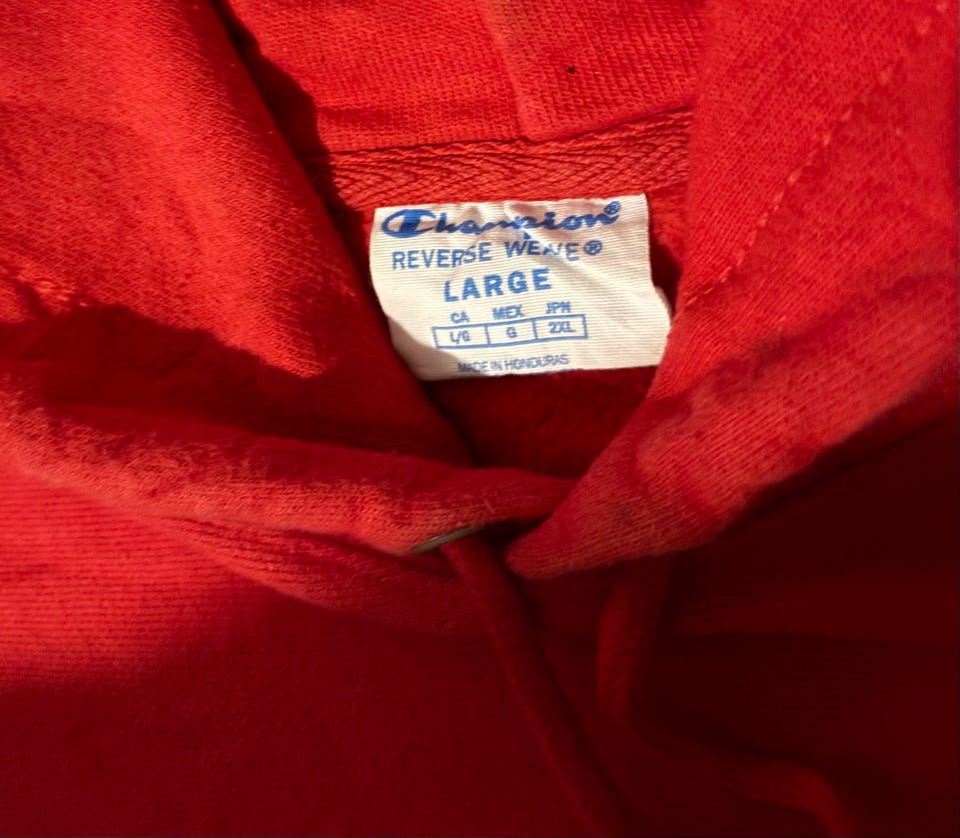 Champion®
REVERSE WEAVE®
LARGE
CA MEX JPN
L/G G 2XL
MADE IN HONDURAS